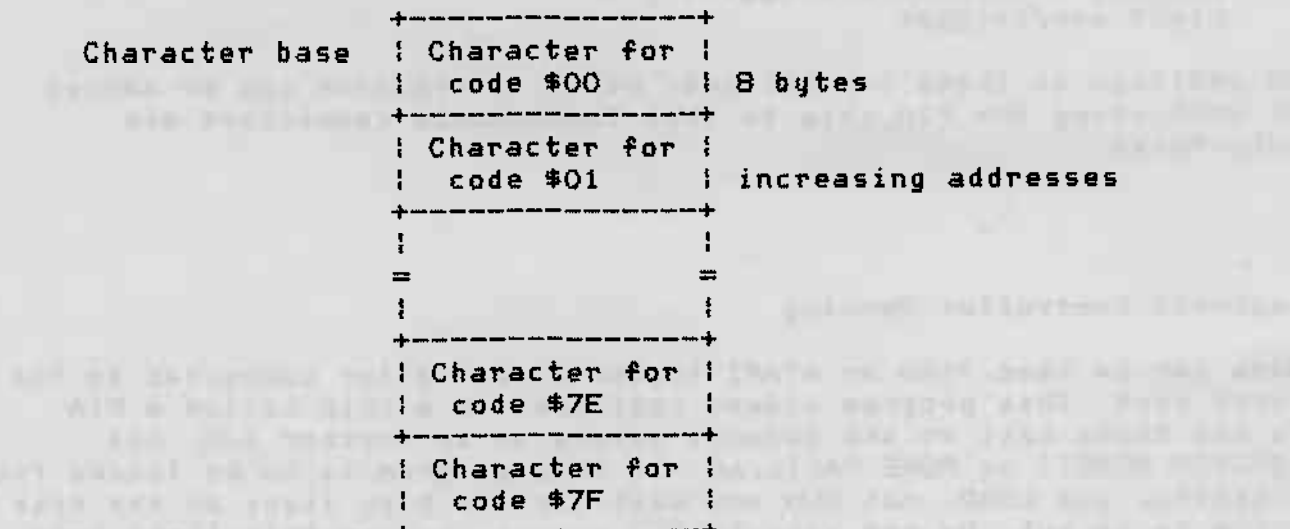 +----------------+
Character base ! Character for !
! code $00 ! 8 bytes
+----------------+
! Character for !
! code $01 ! increasing addresses
+----------------+
! !
= =
! !
+----------------+
! Character for !
! code $7E !
+----------------+
! Character for !
! code $7F !